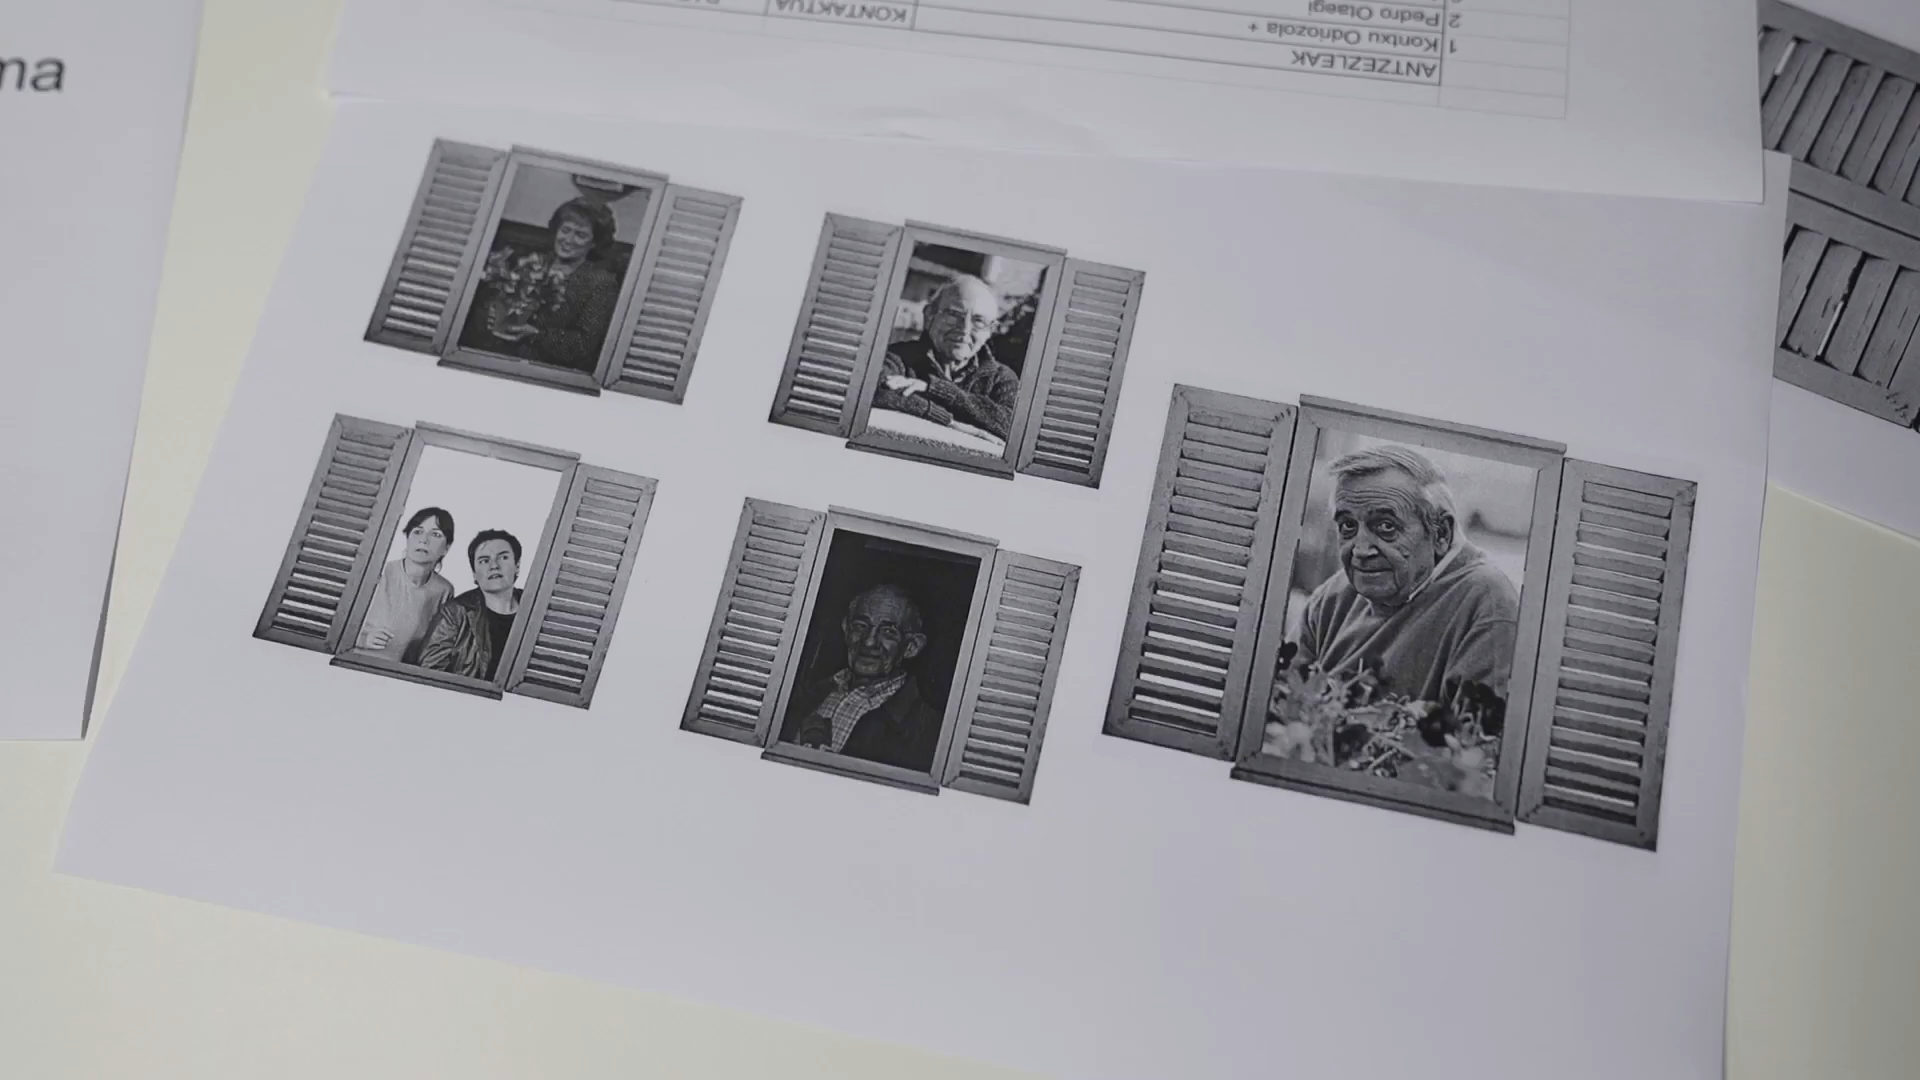 ma
ANTZEZLEAK KONTAKTUA
1 Kontxu Odriozola +
2 Pedro Otaegi